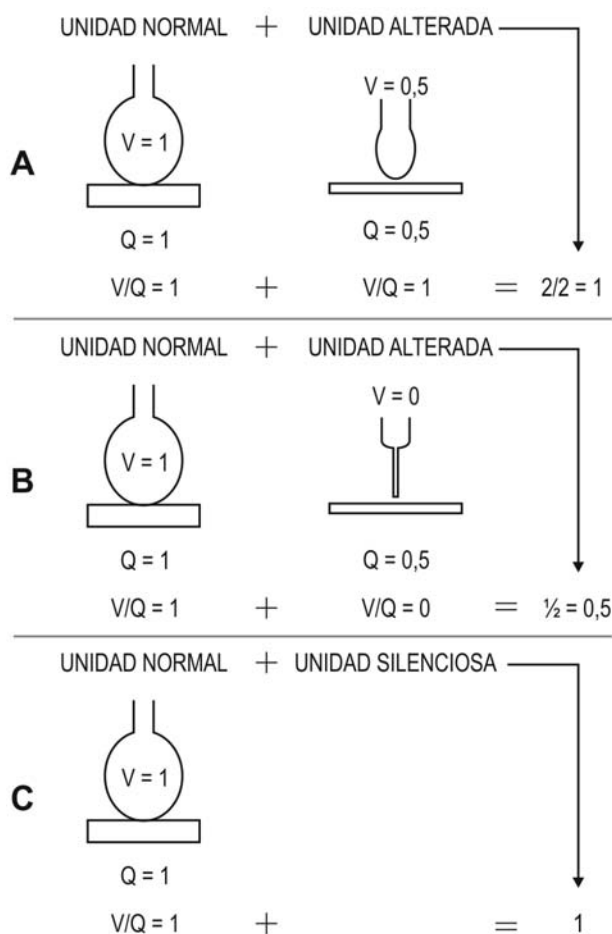 UNIDAD NORMAL + UNIDAD ALTERADA
V = 0,5
V = 1
A
Q = 1 Q = 0,5
V/Q = 1 + V/Q = 1 = 2/2 = 1
UNIDAD NORMAL + UNIDAD ALTERADA
V = 0
V = 1
B
Q = 1 Q = 0,5
V/Q = 1 + V/Q = 0 = ½ = 0,5
UNIDAD NORMAL + UNIDAD SILENCIOSA
V = 1
C
Q = 1
V/Q = 1 + = 1